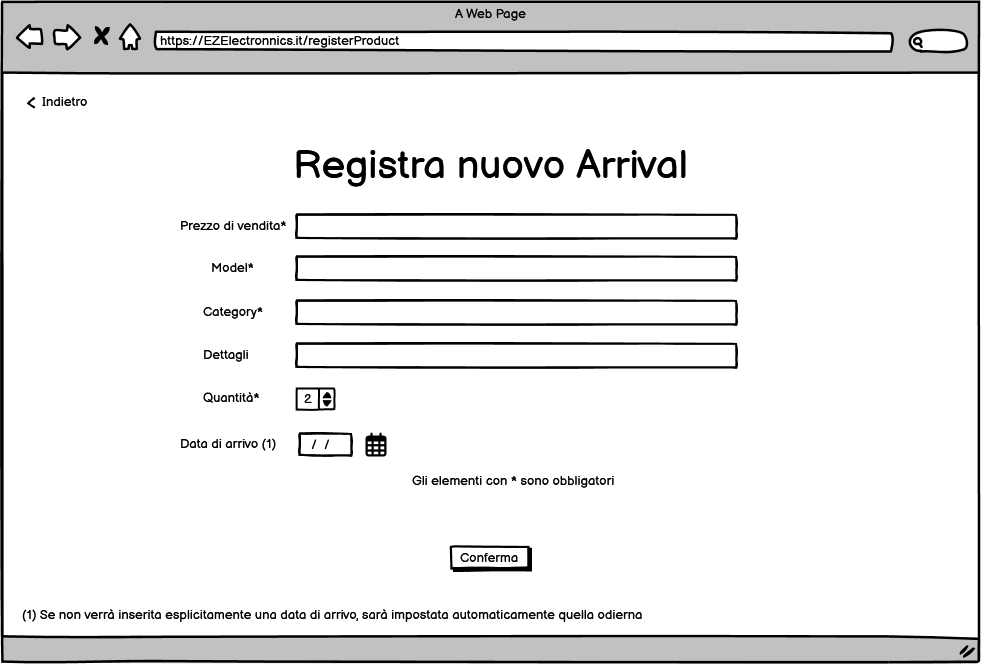 A Web Page
https://EZElectronnics.it/registerProduct
Indietro
Registra nuovo Arrival
Prezzo di vendita*
Model*
Category*
Dettagli
Quantità*
2
Data di arrivo (1)
/ /
Gli elementi con * sono obbligatori
Conferma
(1) Se non verrà inserita esplicitamente una data di arrivo, sarà impostata automaticamente quella odierna